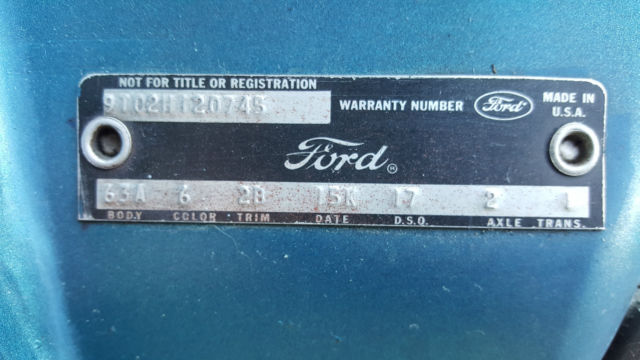 NOT FOR TITLE OR REGISTRATION
9T02H120745
WARRANTY NUMBER
Ford
MADE IN
U.S.A.
Ford
63A 6 2B 15K 17 2 1
BODY COLOR TRIM DATE D.S.O. AXLE TRANS.